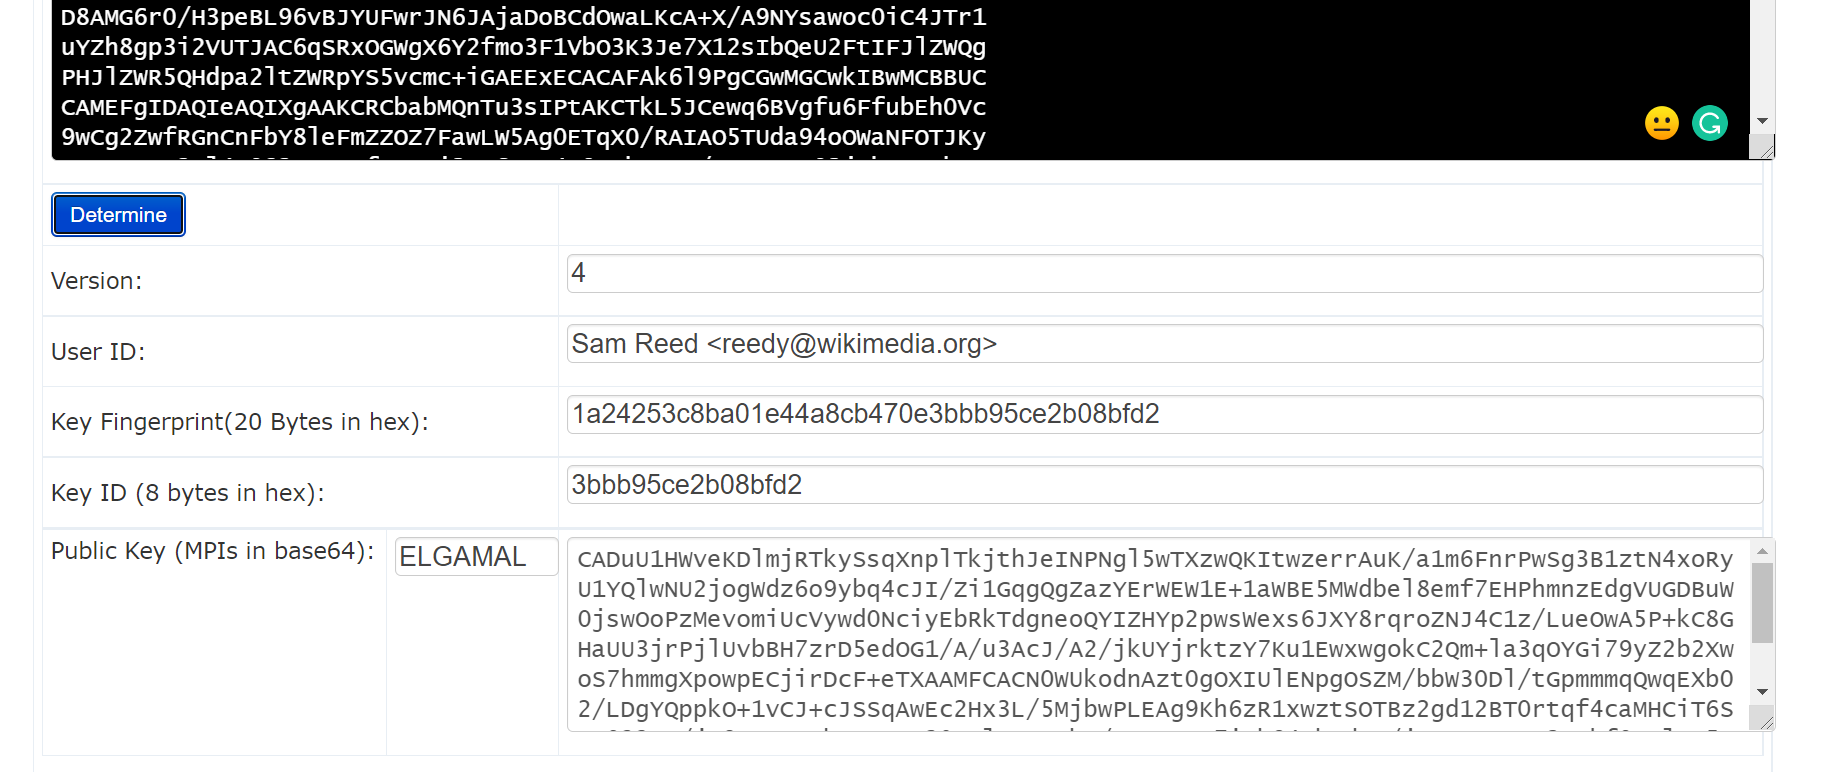 D8AMG6rO/H3peBL96vBJYUFwrJN6JAjaDoBCdOwaLKcA+X/A9NYsawoc0iC4JTr1
uYZh8gp3i2VUTJAC6qSRxOGWgX6Y2fmo3F1VbO3K3Je7X12sIbQeU2FtIFJlZWQg
PHJlZWR5QHdpa2ltZWRpYS5vcmc+iGAEExECACAFAk6l9PgCGwMGCwkIBwMCBBUC
CAMEFgIDAQIeAQIXgAAKCRCbabMQnTu3sIPtAKCTkL5JCewq6BVgfu6FfubEh0Vc
9wCg2ZwfRGnCnFbY8leFmZZOZ7FawLW5Ag0ETqX0/RAIAO5TUda94oOWaNFOTJKy
Determine
Version:
4
User ID:
Sam Reed <reedy@wikimedia.org>
Key Fingerprint(20 Bytes in hex):
1a24253c8ba01e44a8cb470e3bbb95ce2b08bfd2
Key ID (8 bytes in hex):
3bbb95ce2b08bfd2
Public Key (MPIs in base64):
ELGAMAL
CADuU1HWveKDlmjRTkySsqXnplTkjthJeINPNgl5wTXzwQKItwzerrAuK/a1m6FnrPwSg3B1ztN4xoRy
U1YQlwNU2jogWdz6o9ybq4cJI/Zi1GqgQgZazYErWEW1E+1aWBE5MWdbel8emf7EHPhmnzEdgVUGDBuW
0jswOoPzMevomiUcVywd0NciyEbRkTdgneoQYIZHYp2pwsWexs6JXY8rqroZNJ4C1z/LueOwA5P+kC8G
HaUU3jrPjlUvbBH7zrD5edOG1/A/u3AcJ/A2/jkUYjrktzY7Ku1EwxwgokC2Qm+la3qOYGi79yZ2b2Xw
oS7hmmgXpowpECjirDcF+eTXAAMFCACN0WUkodnAzt0gOXIUlENpgOSZM/bbW30Dl/tGpmmmqQwqEXbO
2/LDgYQppkO+1vCJ+cJSSqAwEc2Hx3L/5MjbwPLEAg9Kh6zR1xwztSOTBz2gd12BT0rtqf4caMHCiT6S